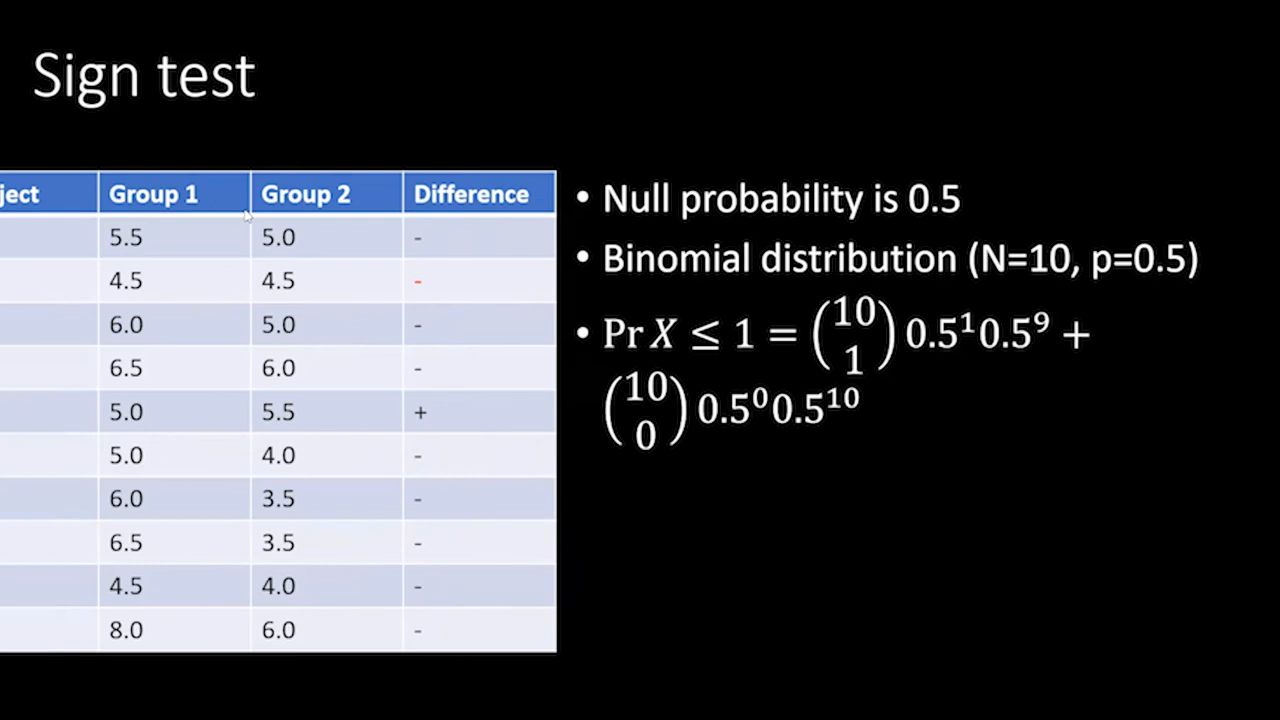 Sign test
ject Group 1 Group 2 Difference
5.5 5.0 -
4.5 4.5 -
6.0 5.0 -
6.5 6.0 -
5.0 5.5 +
5.0 4.0 -
6.0 3.5 -
6.5 3.5 -
4.5 4.0 -
8.0 6.0 -
• Null probability is 0.5
• Binomial distribution (N=10, p=0.5)
• Pr X ≤ 1 = (10 1) 0.5¹0.5⁹ +
(10 0) 0.5⁰0.5¹⁰